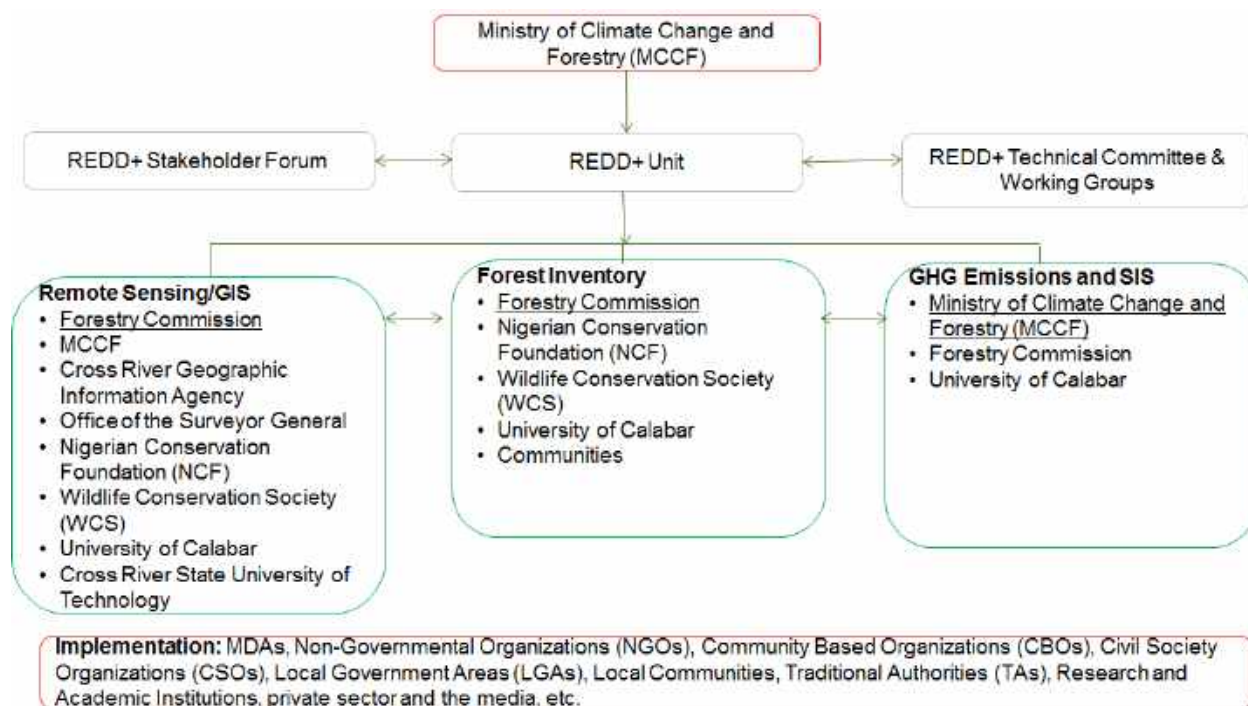 Ministry of Climate Change and
Forestry (MCCF)
REDD+ Stakeholder Forum
REDD+ Unit
REDD+ Technical Committee &
Working Groups
Remote Sensing/GIS
• Forestry Commission
• MCCF
• Cross River Geographic
Information Agency
• Office of the Surveyor General
• Nigerian Conservation
Foundation (NCF)
• Wildlife Conservation Society
(WCS)
• University of Calabar
• Cross River State University of
Technology
Forest Inventory
• Forestry Commission
• Nigerian Conservation
Foundation (NCF)
• Wildlife Conservation Society
(WCS)
• University of Calabar
• Communities
GHG Emissions and SIS
• Ministry of Climate Change and
Forestry (MCCF)
• Forestry Commission
• University of Calabar
Implementation: MDAs, Non-Governmental Organizations (NGOs), Community Based Organizations (CBOs), Civil Society
Organizations (CSOs), Local Government Areas (LGAs), Local Communities, Traditional Authorities (TAs), Research and
Academic Institutions, private sector and the media, etc.